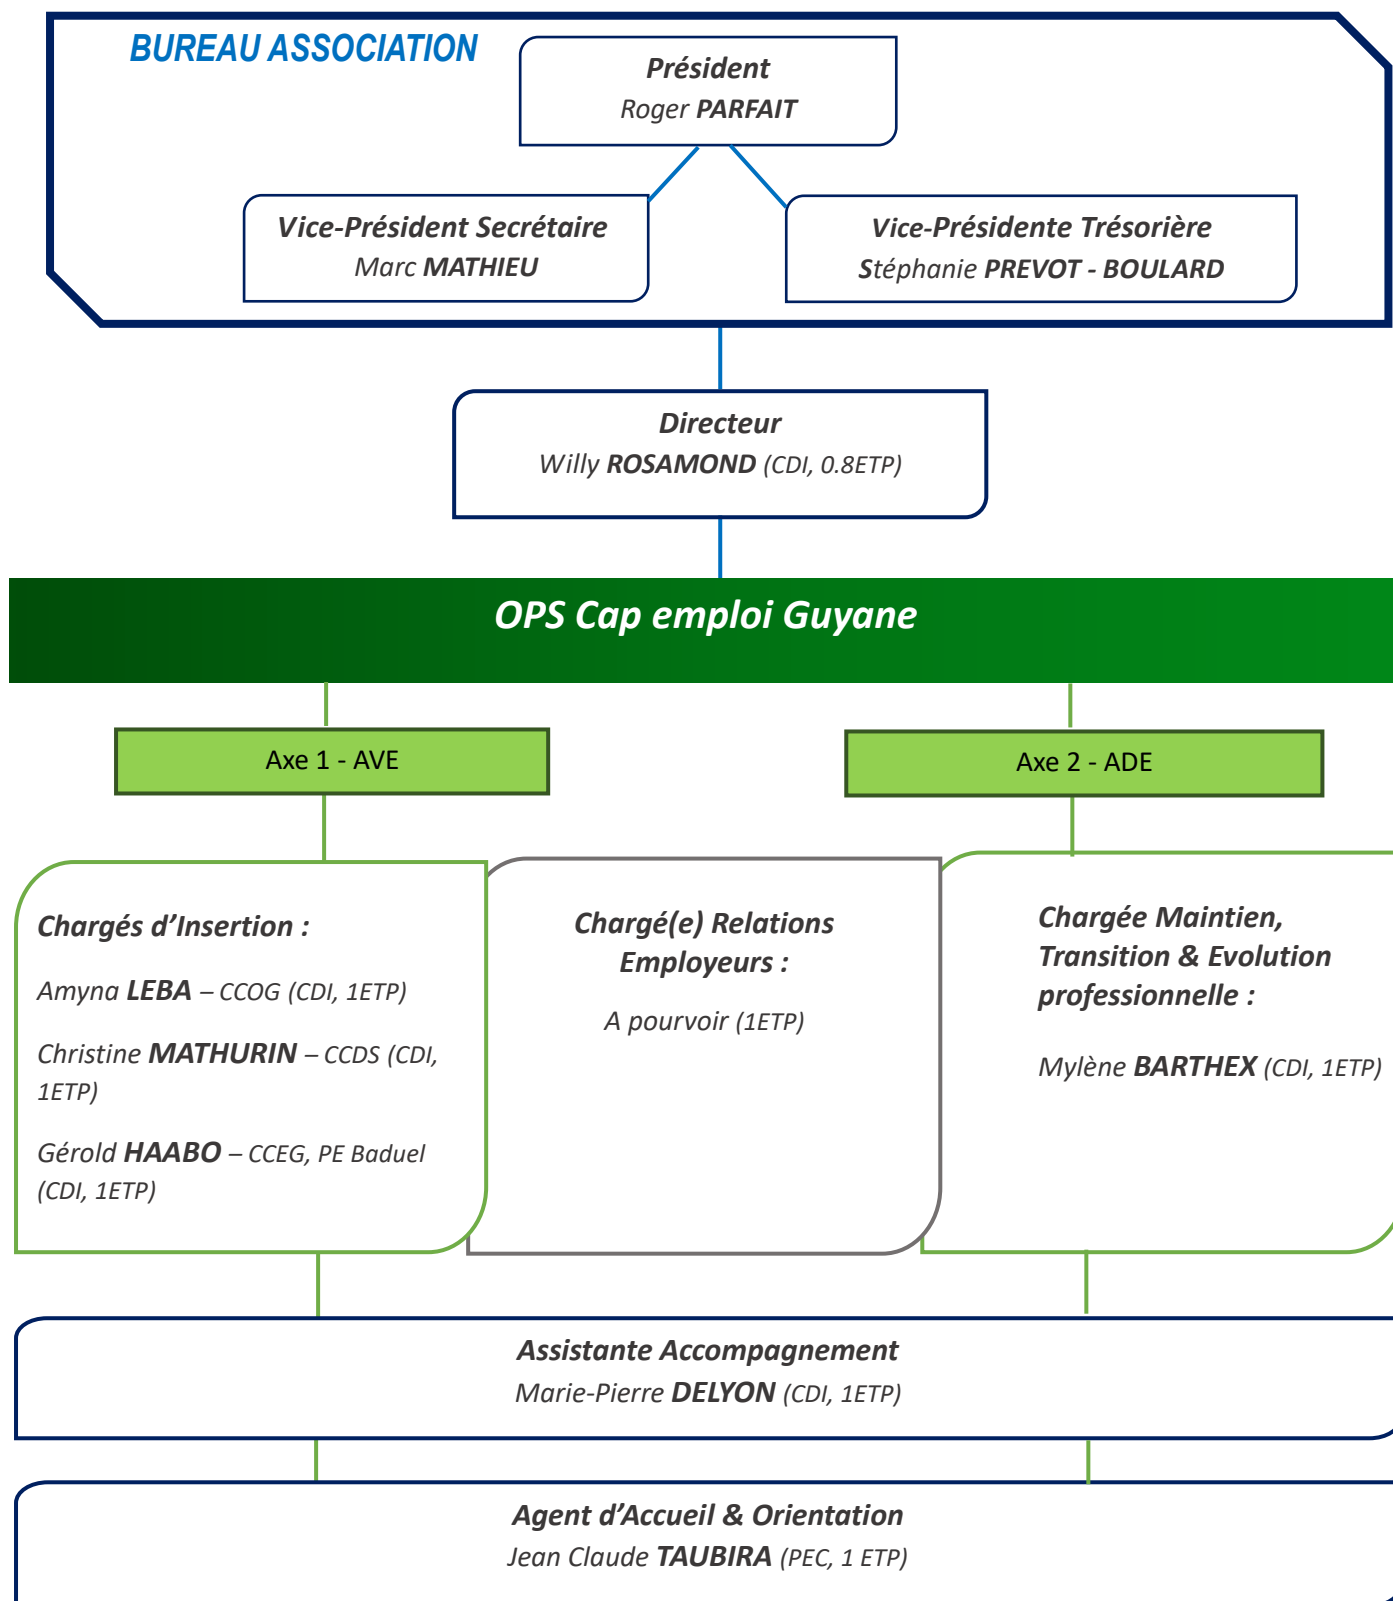 BUREAU ASSOCIATION
Président
Roger PARFAIT
Vice-Président Secrétaire
Marc MATHIEU
Vice-Présidente Trésorière
Stéphanie PREVOT - BOULARD
Directeur
Willy ROSAMOND (CDI, 0.8ETP)
OPS Cap emploi Guyane
Axe 1 - AVE
Axe 2 - ADE
Chargés d’Insertion :
Amyna LEBA – CCOG (CDI, 1ETP)
Christine MATHURIN – CCDS (CDI,
1ETP)
Gérold HAABO – CCEG, PE Baduel
(CDI, 1ETP)
Chargé(e) Relations
Employeurs :
A pourvoir (1ETP)
Chargée Maintien,
Transition & Evolution
professionnelle :
Mylène BARTHEX (CDI, 1ETP)
Assistante Accompagnement
Marie-Pierre DELYON (CDI, 1ETP)
Agent d’Accueil & Orientation
Jean Claude TAUBIRA (PEC, 1 ETP)